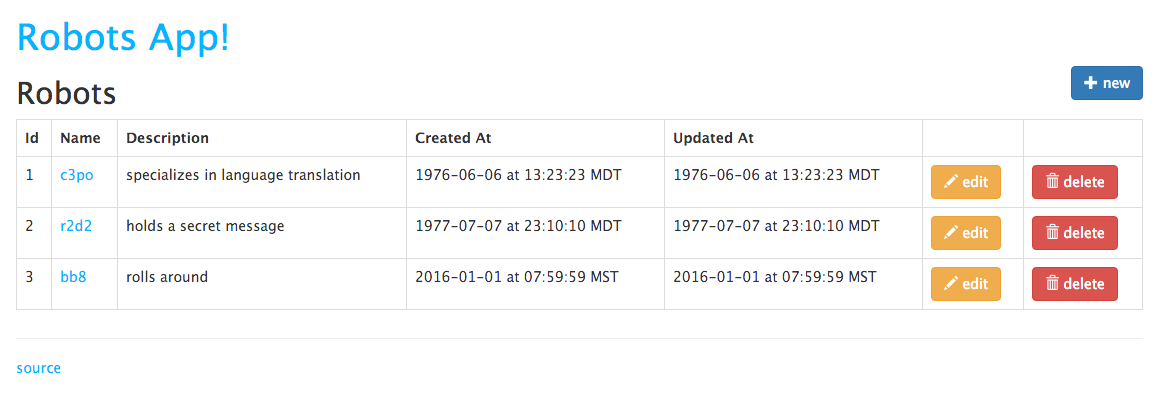 Robots App!
Robots
new
Id Name Description Created At Updated At
1 c3po specializes in language translation 1976-06-06 at 13:23:23 MDT 1976-06-06 at 13:23:23 MDT edit delete
2 r2d2 holds a secret message 1977-07-07 at 23:10:10 MDT 1977-07-07 at 23:10:10 MDT edit delete
3 bb8 rolls around 2016-01-01 at 07:59:59 MST 2016-01-01 at 07:59:59 MST edit delete
source